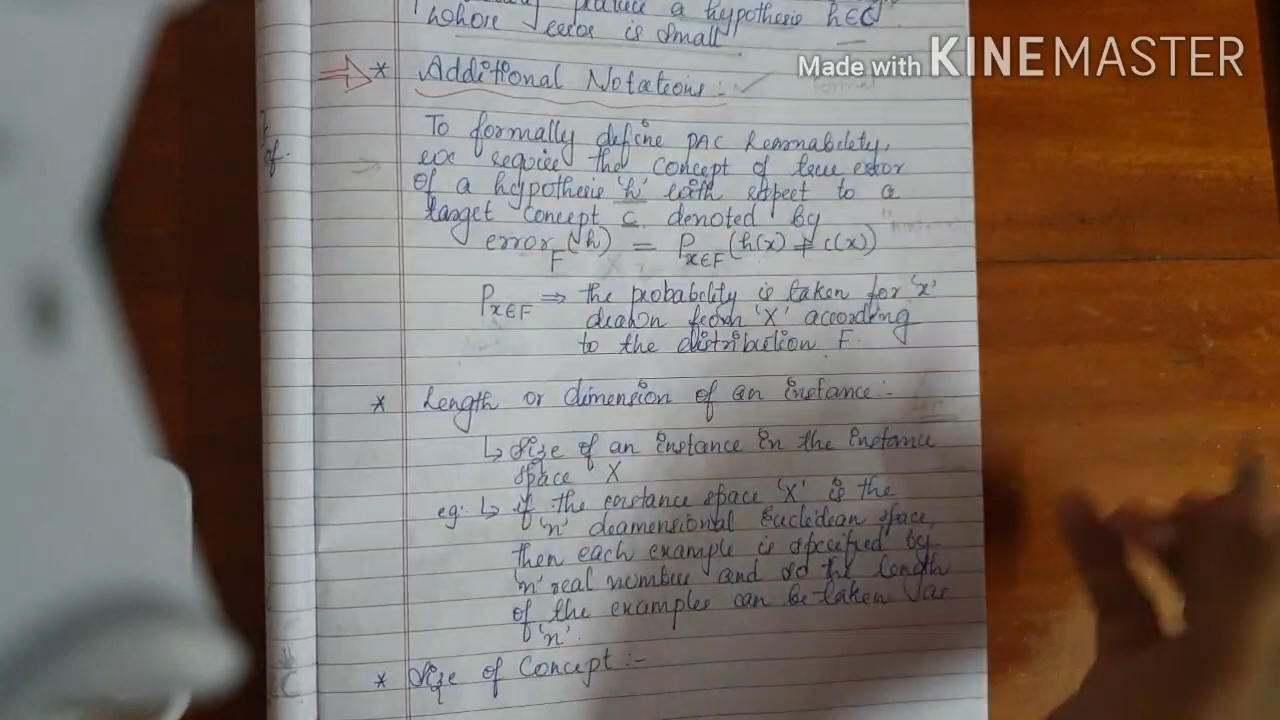 produce a hypothesis h∈C
whose error is small
Made with KINEMASTER
* Additional Notations :-
To formally define PAC Learnability,
we require the concept of true error
of a hypothesis 'h' with respect to a
target concept c denoted by
error_F (h) = P_x∈F (h(x) ≠ c(x))
P_x∈F ⇒ the probability is taken for 'x'
drawn from 'X' according
to the distribution F.
* Length or dimension of an instance :-
↳ Size of an instance in the instance
space X
eg: ↳ if the instance space 'X' is the
'n' deamensional Euclidean space,
then each example is specified by
'n' real number and so the length
of the examples can be taken as
'n'.
* Size of Concept :-